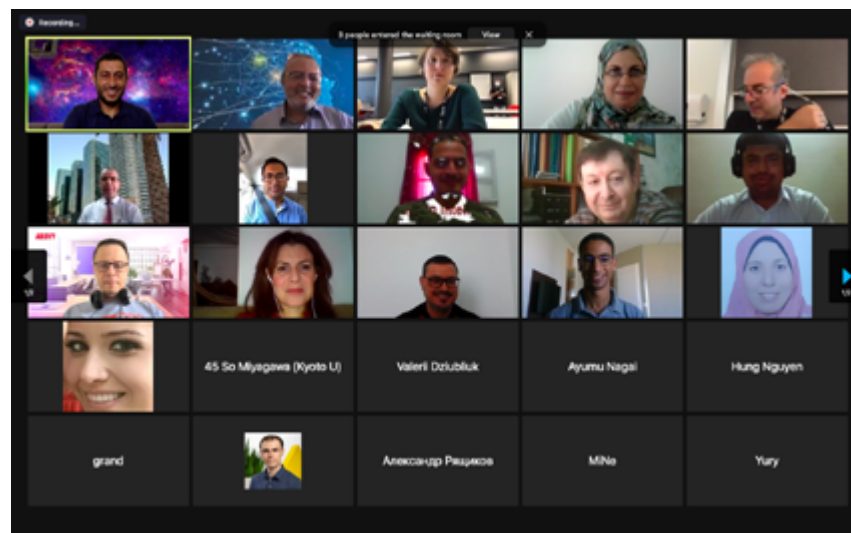 Recording...
9 people entered the waiting room View
45 So Miyagawa (Kyoto U)
Valerii Dziubliuk
Ayumu Nagai
Hung Nguyen
grand
Александр Рящиков
MiNe
Yury